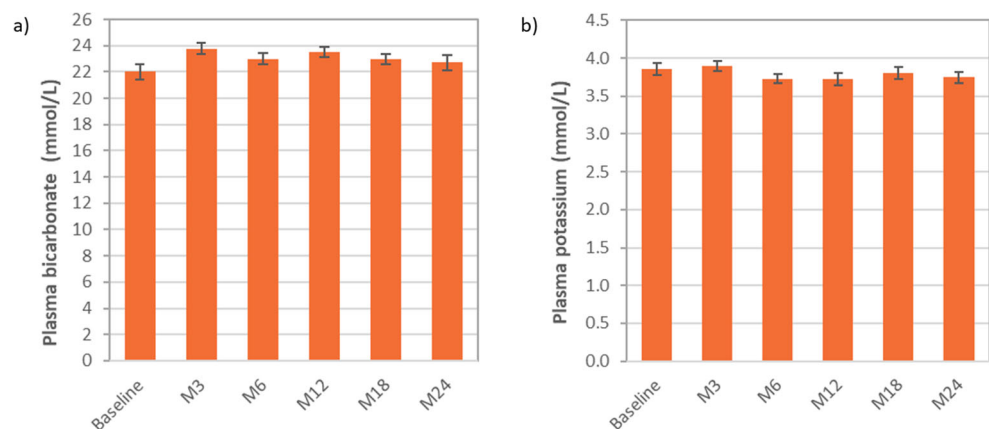 a)
Plasma bicarbonate (mmol/L)
26
24
22
20
18
16
14
12
10
8
6
4
2
0
Baseline
M3
M6
M12
M18
M24
b)
Plasma potassium (mmol/L)
4.5
4.0
3.5
3.0
2.5
2.0
1.5
1.0
0.5
0.0
Baseline
M3
M6
M12
M18
M24